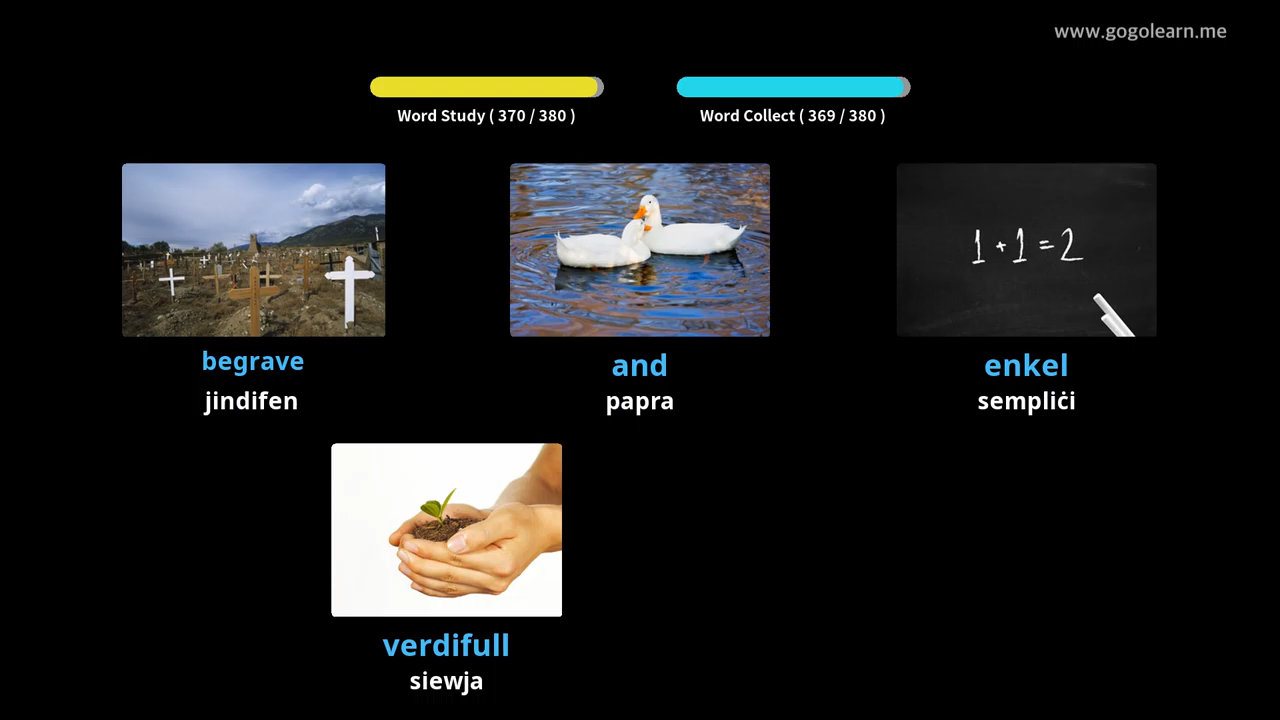 www.gogolearn.me
Word Study ( 370 / 380 )
Word Collect ( 369 / 380 )
begrave
jindifen
and
papra
1 + 1 = 2
enkel
sempliċi
verdifull
siewja